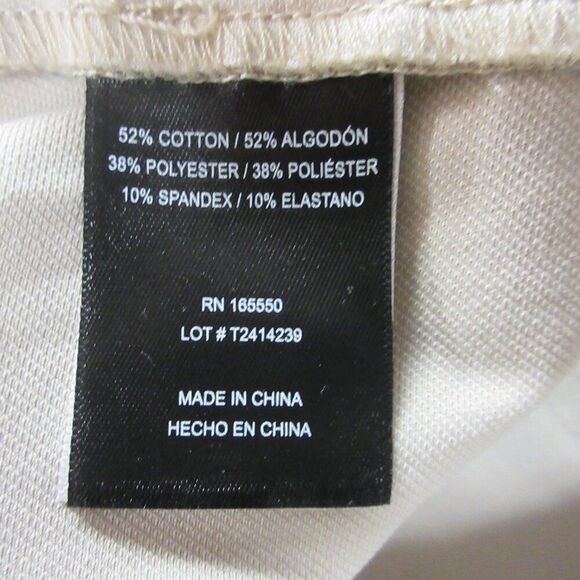 52% COTTON / 52% ALGODÓN
38% POLYESTER / 38% POLIÉSTER
10% SPANDEX / 10% ELASTANO
RN 165550
LOT # T2414239
MADE IN CHINA
HECHO EN CHINA